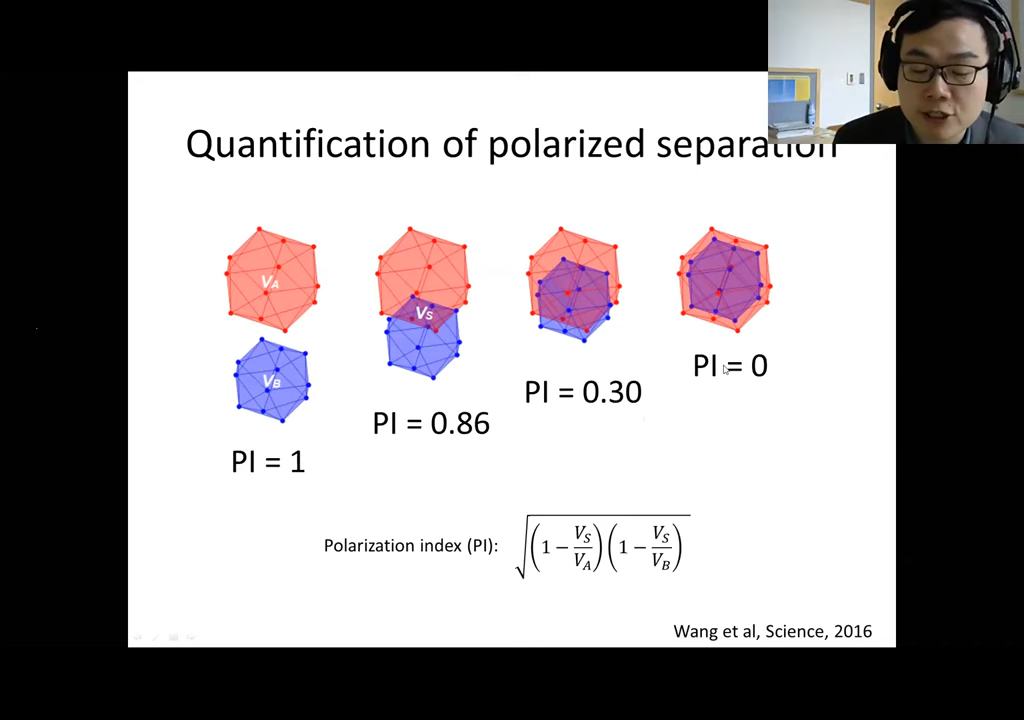 Quantification of polarized separation
V_A
V_B
V_S
PI = 1
PI = 0.86
PI = 0.30
PI = 0
Polarization index (PI): √((1 − V_S/V_A)(1 − V_S/V_B))
Wang et al, Science, 2016